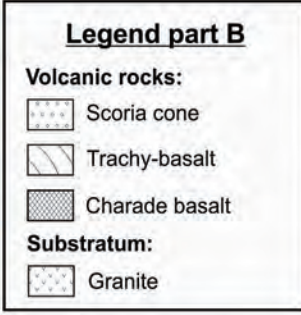 Legend part B
Volcanic rocks:
Scoria cone
Trachy-basalt
Charade basalt
Substratum:
Granite